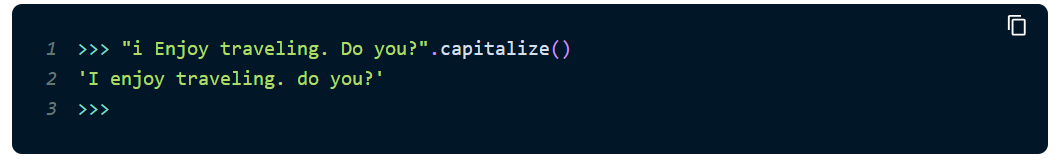 1 >>> "i Enjoy traveling. Do you?".capitalize()
2 'I enjoy traveling. do you?'
3 >>>